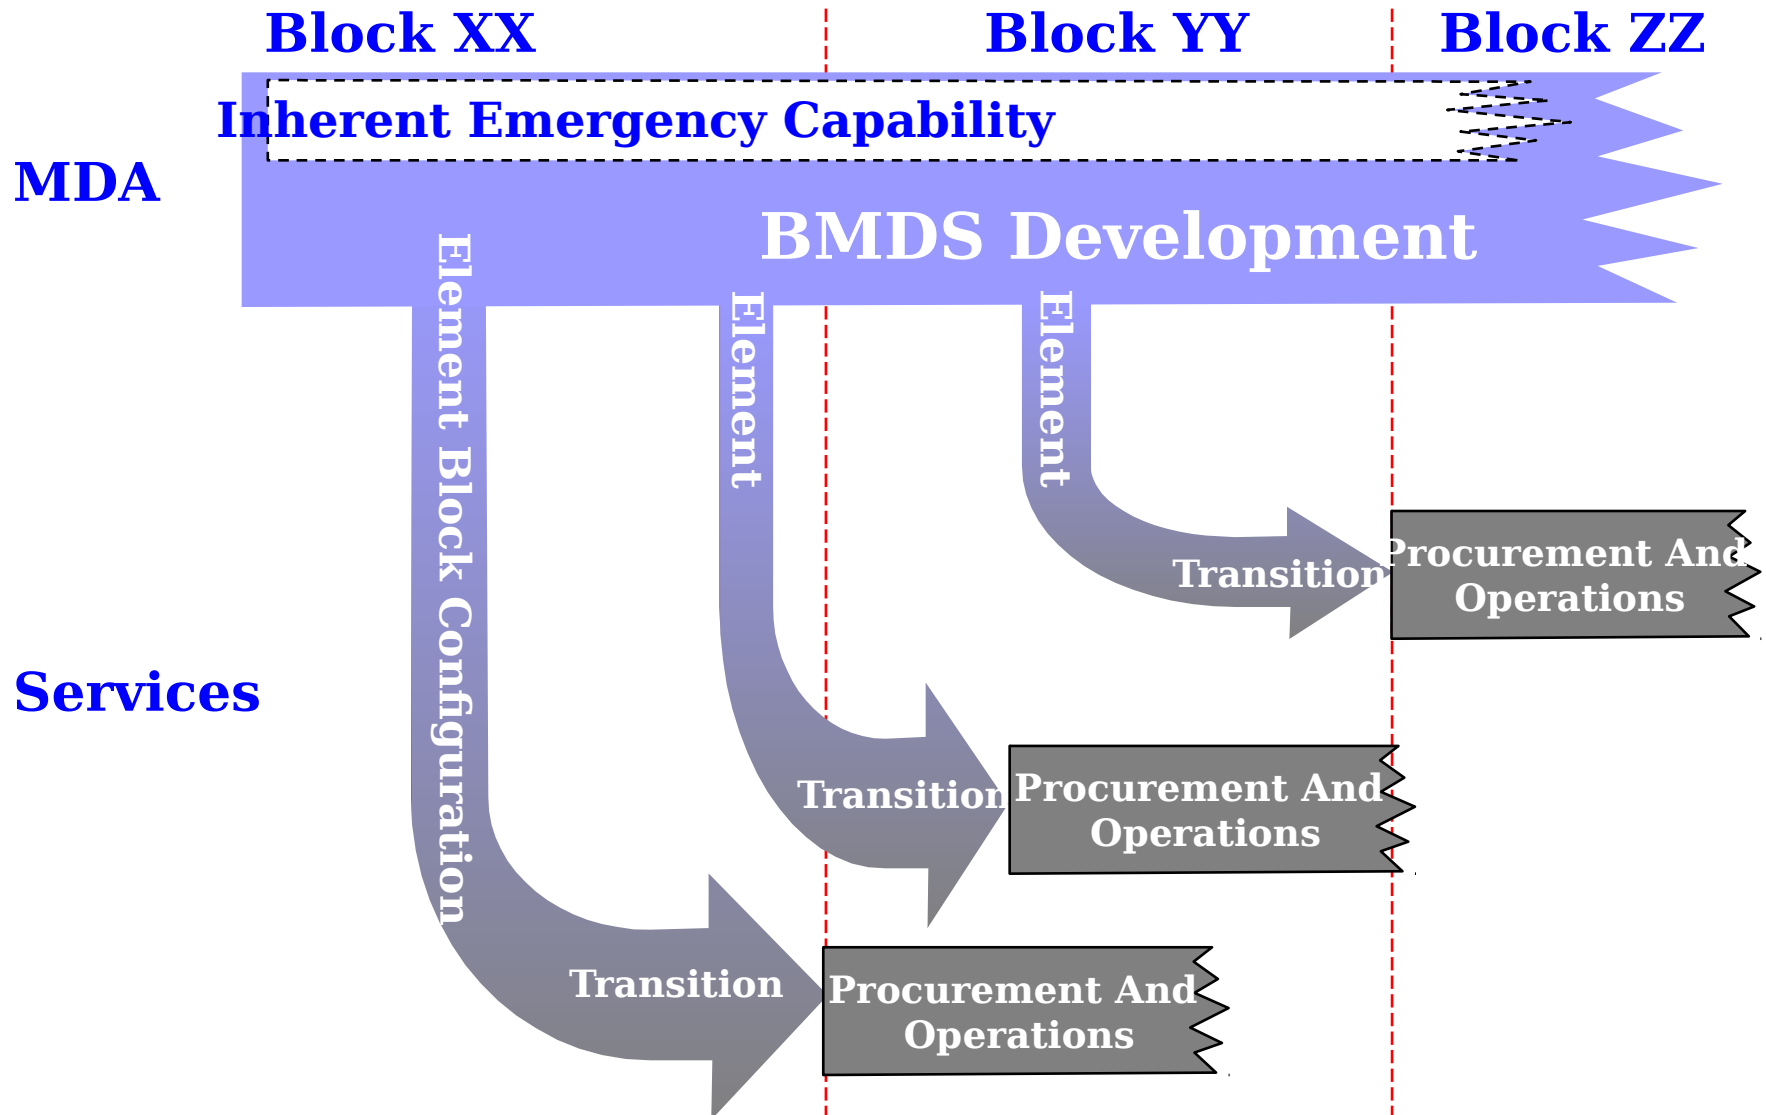 Block XX
Block YY
Block ZZ
Inherent Emergency Capability
MDA
BMDS Development
Element Block Configuration
Element
Element
Transition
Procurement And
Operations
Services
Transition
Procurement And
Operations
Transition
Procurement And
Operations